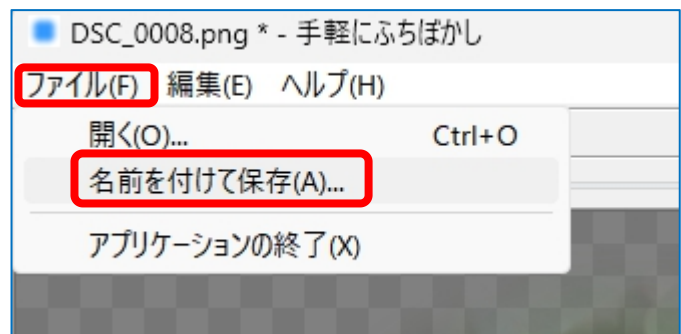 DSC_0008.png * - 手軽にふちぼかし
ファイル(F) 編集(E) ヘルプ(H)
開く(O)... Ctrl+O
名前を付けて保存(A)...
アプリケーションの終了(X)